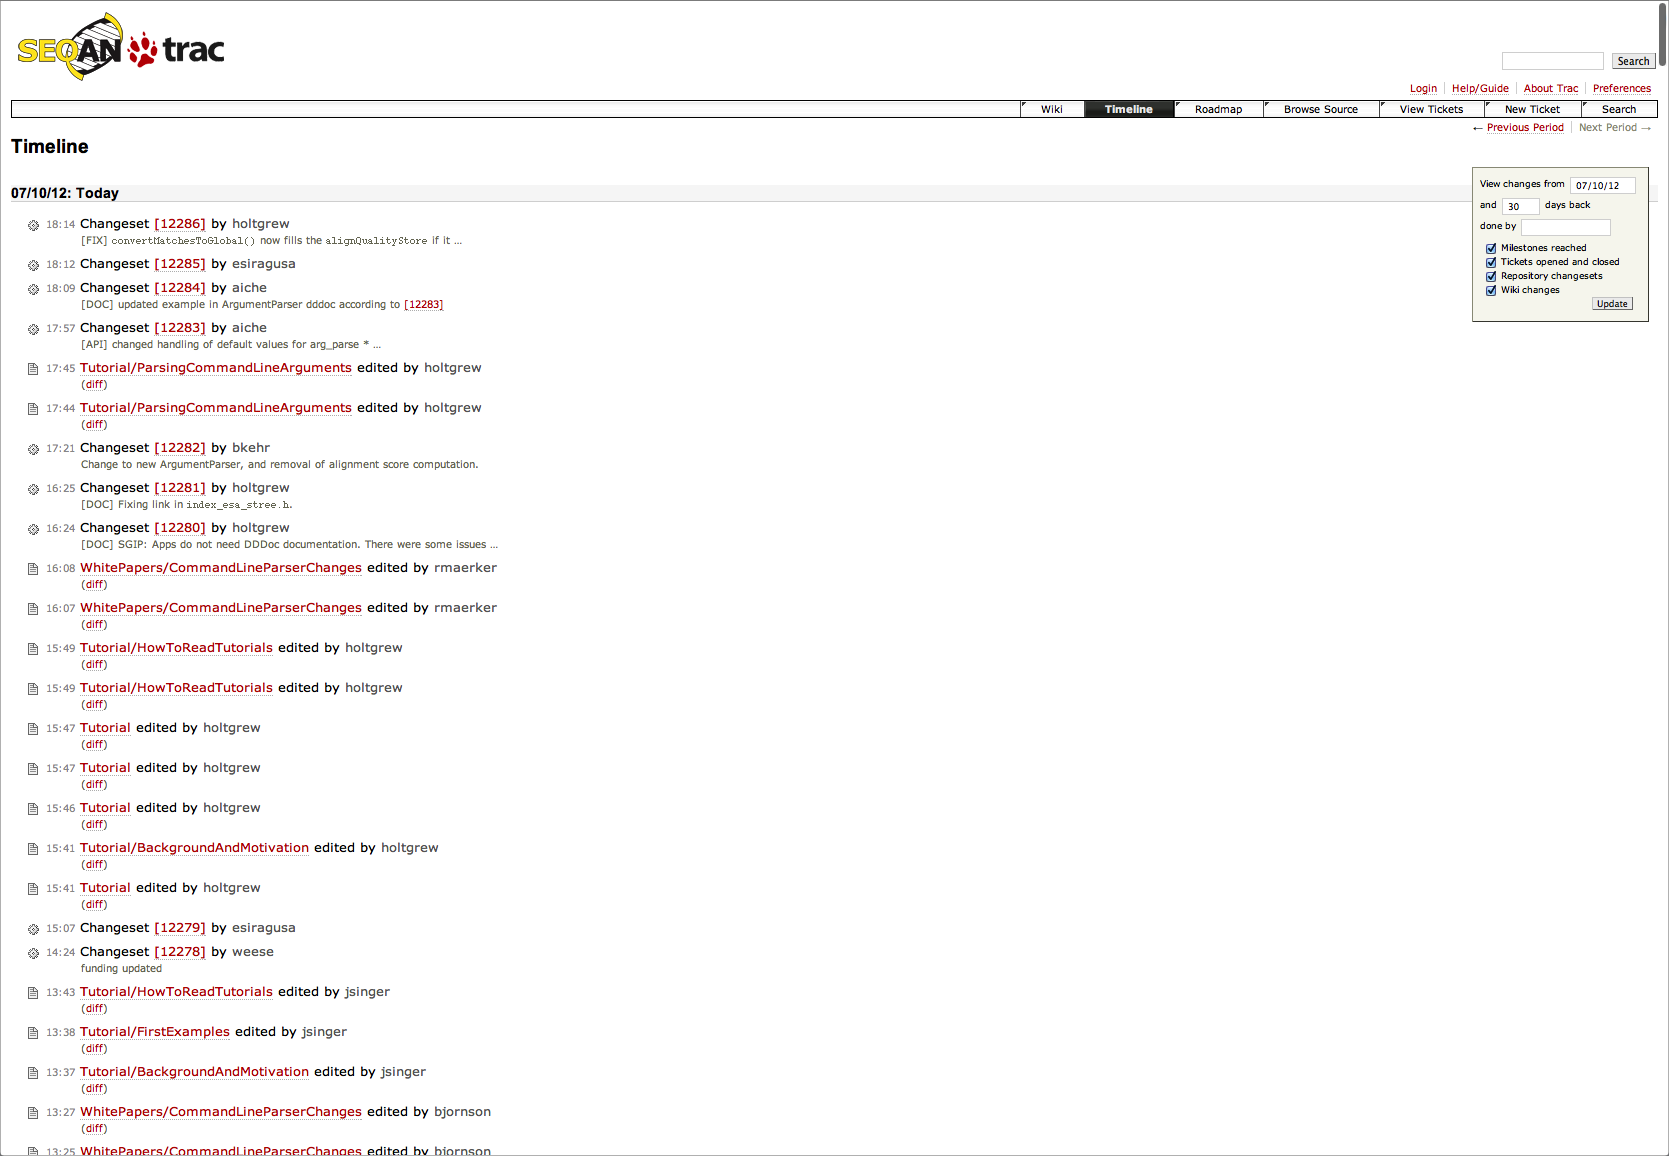 SEQAN trac
Search
Login Help/Guide About Trac Preferences
Wiki Timeline Roadmap Browse Source View Tickets New Ticket Search
← Previous Period Next Period →
Timeline
07/10/12: Today
View changes from 07/10/12
and 30 days back
done by
Milestones reached
Tickets opened and closed
Repository changesets
Wiki changes
Update
18:14 Changeset [12286] by holtgrew
[FIX] convertMatchesToGlobal() now fills the alignQualityStore if it ...
18:12 Changeset [12285] by esiragusa
18:09 Changeset [12284] by aiche
[DOC] updated example in ArgumentParser dddoc according to [12283]
17:57 Changeset [12283] by aiche
[API] changed handling of default values for arg_parse * ...
17:45 Tutorial/ParsingCommandLineArguments edited by holtgrew
(diff)
17:44 Tutorial/ParsingCommandLineArguments edited by holtgrew
(diff)
17:21 Changeset [12282] by bkehr
Change to new ArgumentParser, and removal of alignment score computation.
16:25 Changeset [12281] by holtgrew
[DOC] Fixing link in index_esa_stree.h.
16:24 Changeset [12280] by holtgrew
[DOC] SGIP: Apps do not need DDDoc documentation. There were some issues ...
16:08 WhitePapers/CommandLineParserChanges edited by rmaerker
(diff)
16:07 WhitePapers/CommandLineParserChanges edited by rmaerker
(diff)
15:49 Tutorial/HowToReadTutorials edited by holtgrew
(diff)
15:49 Tutorial/HowToReadTutorials edited by holtgrew
(diff)
15:47 Tutorial edited by holtgrew
(diff)
15:47 Tutorial edited by holtgrew
(diff)
15:46 Tutorial edited by holtgrew
(diff)
15:41 Tutorial/BackgroundAndMotivation edited by holtgrew
(diff)
15:41 Tutorial edited by holtgrew
(diff)
15:07 Changeset [12279] by esiragusa
14:24 Changeset [12278] by weese
funding updated
13:43 Tutorial/HowToReadTutorials edited by jsinger
(diff)
13:38 Tutorial/FirstExamples edited by jsinger
(diff)
13:37 Tutorial/BackgroundAndMotivation edited by jsinger
(diff)
13:27 WhitePapers/CommandLineParserChanges edited by bjornson
(diff)
13:25 WhitePapers/CommandLineParserChanges edited by bjornson